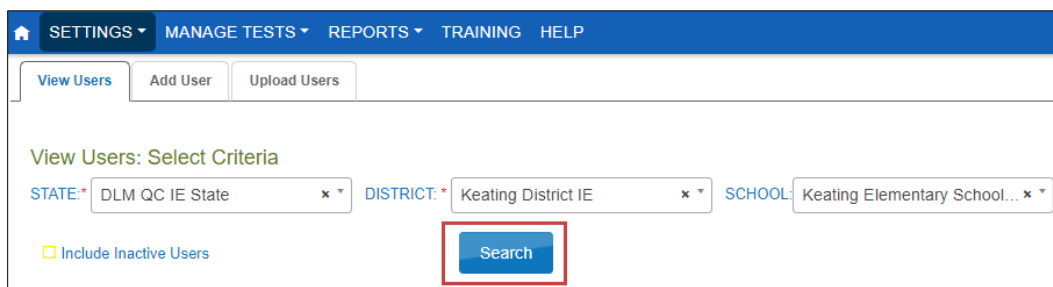 SETTINGS MANAGE TESTS REPORTS TRAINING HELP
View Users Add User Upload Users
View Users: Select Criteria
STATE:* DLM QC IE State × DISTRICT: * Keating District IE × SCHOOL: Keating Elementary School... ×
Include Inactive Users Search